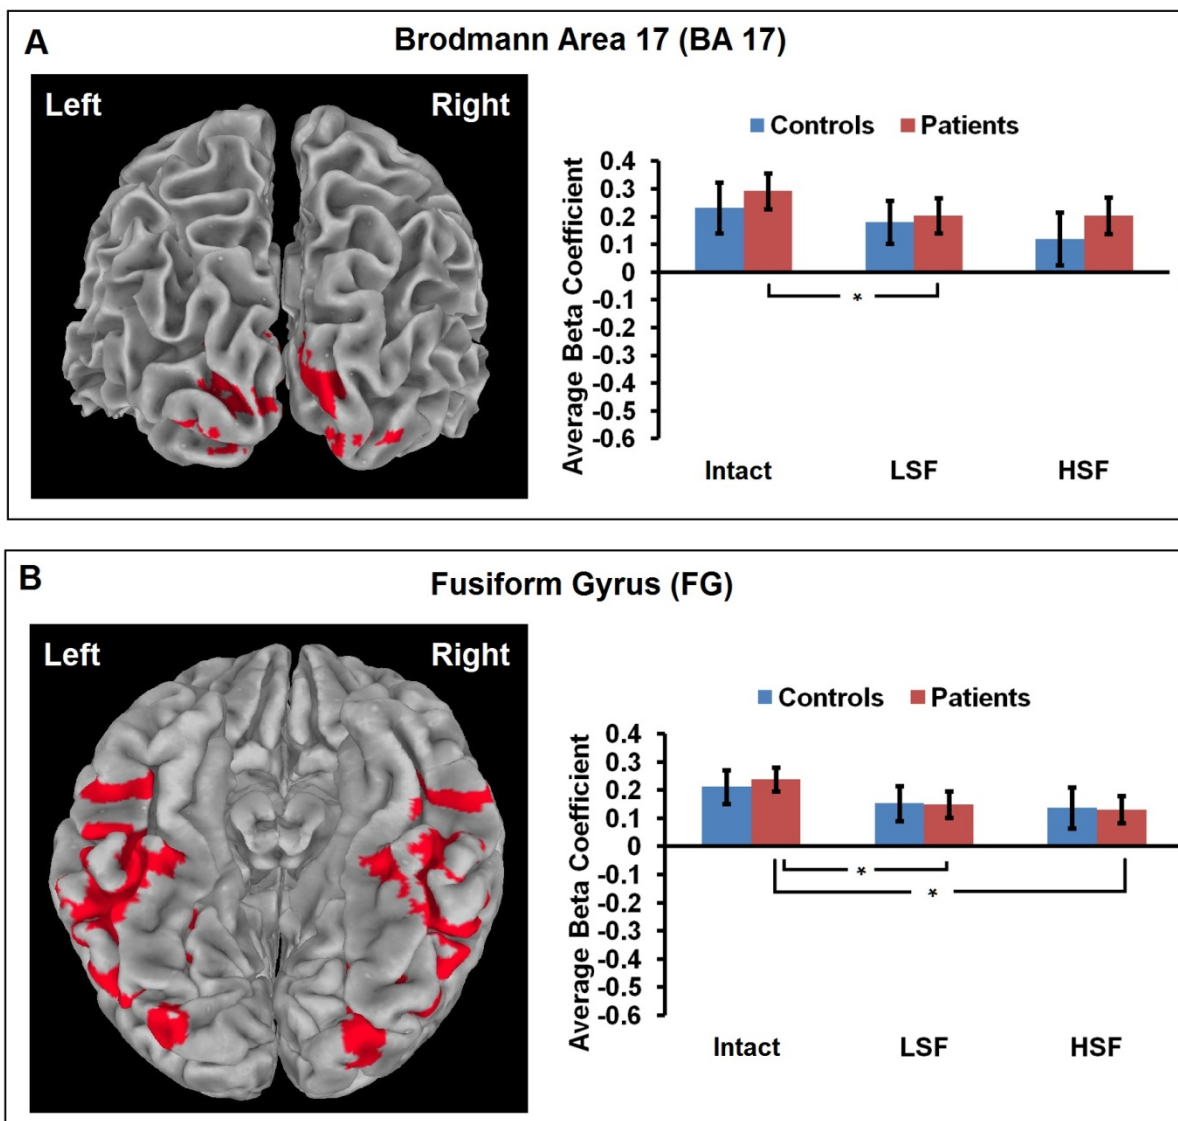 A
Brodmann Area 17 (BA 17)
Left
Right
Controls
Patients
Average Beta Coefficient
0.4
0.3
0.2
0.1
0
-0.1
-0.2
-0.3
-0.4
-0.5
-0.6
*
Intact
LSF
HSF
B
Fusiform Gyrus (FG)
Left
Right
Controls
Patients
Average Beta Coefficient
0.4
0.3
0.2
0.1
0
-0.1
-0.2
-0.3
-0.4
-0.5
-0.6
*
*
Intact
LSF
HSF